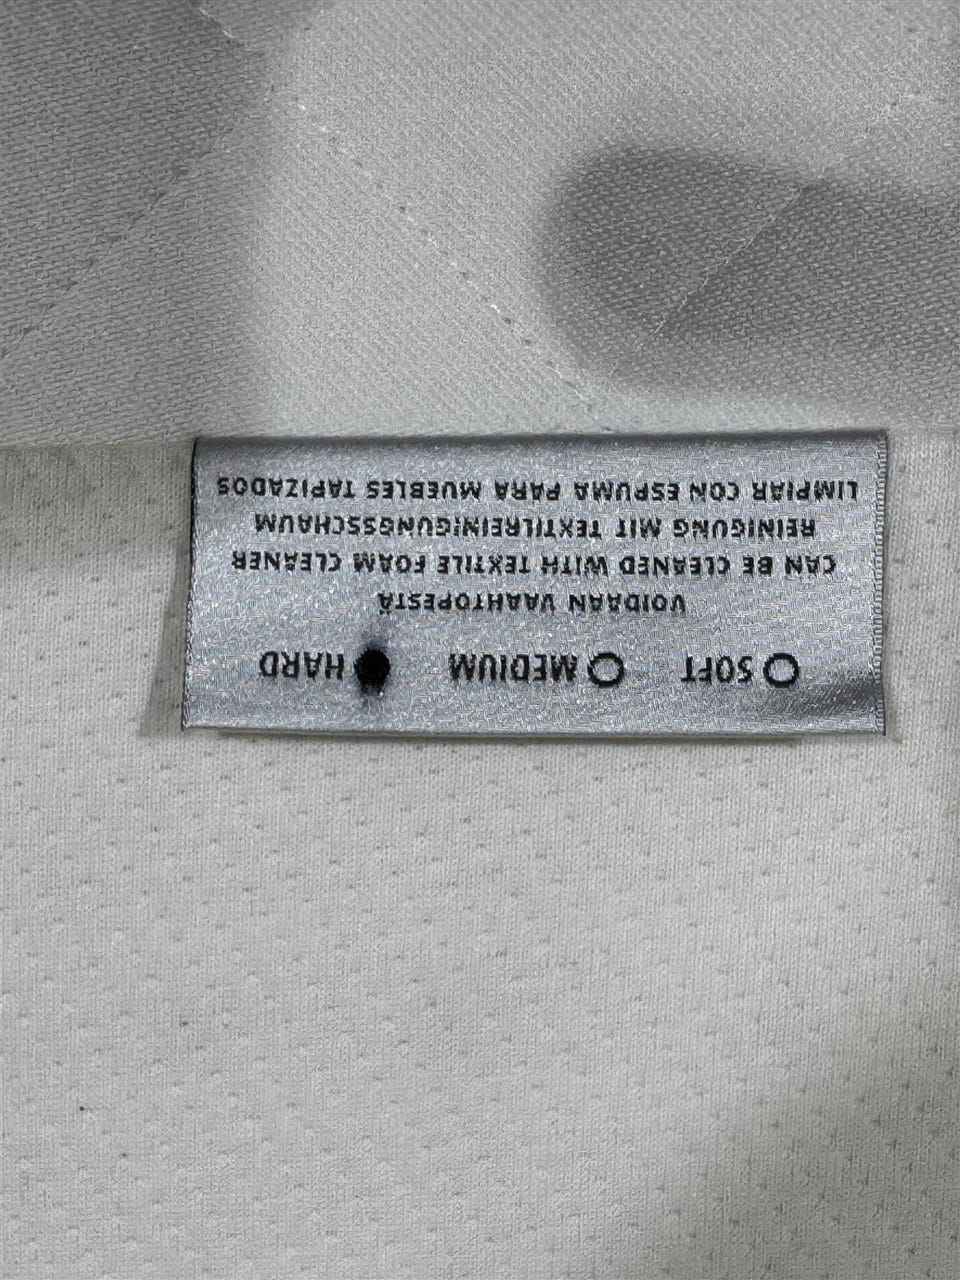 SOFT MEDIUM HARD
VOIDAAN VAAHTOPESTÄ
CAN BE CLEANED WITH TEXTILE FOAM CLEANER
REINIGUNG MIT TEXTILREINIGUNGSSCHAUM
LIMPIAR CON ESPUMA PARA MUEBLES TAPIZADOS